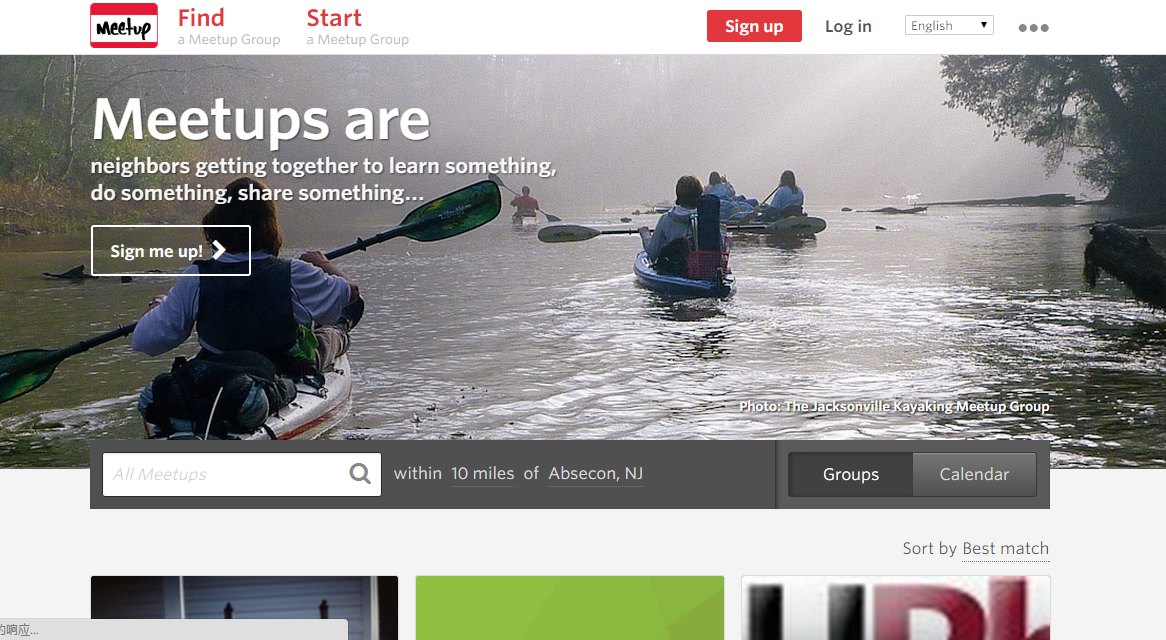 Meetup
Find
a Meetup Group
Start
a Meetup Group
Sign up
Log in
English
Meetups are
neighbors getting together to learn something,
do something, share something...
Sign me up!
Photo: The Jacksonville Kayaking Meetup Group
All Meetups
within 10 miles of Absecon, NJ
Groups
Calendar
Sort by Best match
的响应...